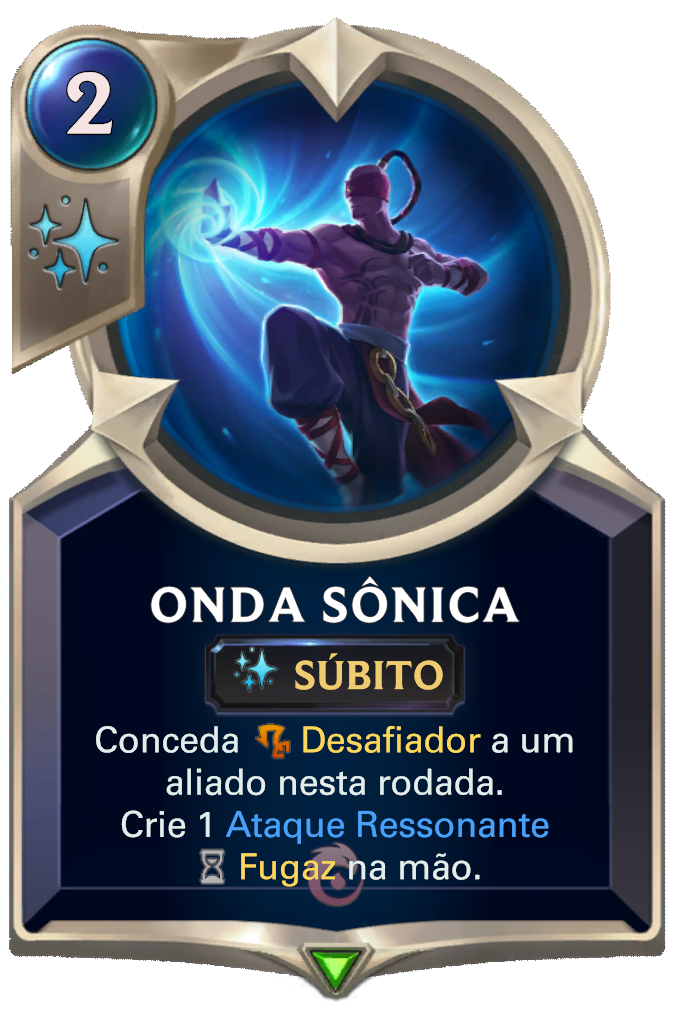 2
ONDA SÔNICA
SÚBITO
Conceda Desafiador a um
aliado nesta rodada.
Crie 1 Ataque Ressonante
Fugaz na mão.